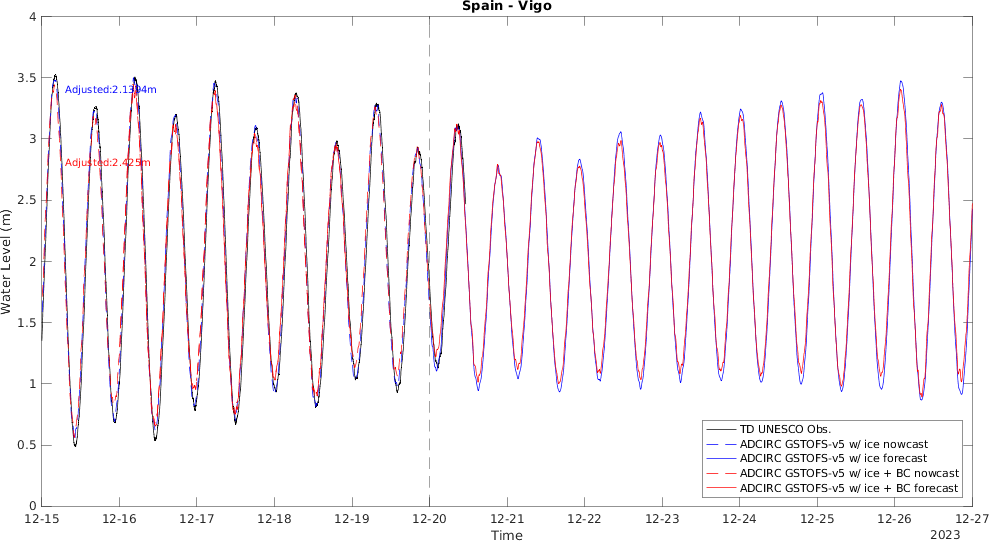 Spain - Vigo
Water Level (m)
4
3.5
3
2.5
2
1.5
1
0.5
0
Adjusted:2.1394m
Adjusted:2.425m
TD UNESCO Obs.
ADCIRC GSTOFS-v5 w/ ice nowcast
ADCIRC GSTOFS-v5 w/ ice forecast
ADCIRC GSTOFS-v5 w/ ice + BC nowcast
ADCIRC GSTOFS-v5 w/ ice + BC forecast
12-15 12-16 12-17 12-18 12-19 12-20 12-21 12-22 12-23 12-24 12-25 12-26 12-27
Time
2023